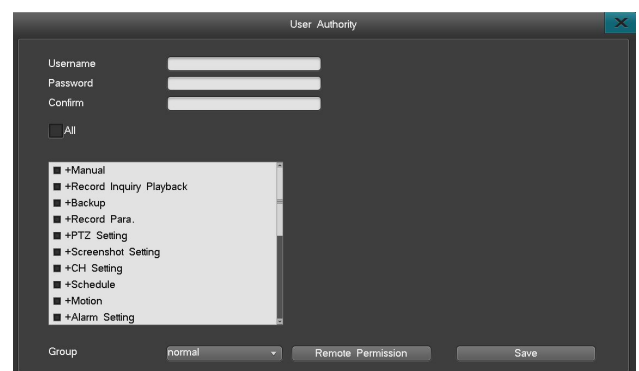 User Authority
Username
Password
Confirm
All
+Manual
+Record Inquiry Playback
+Backup
+Record Para.
+PTZ Setting
+Screenshot Setting
+CH Setting
+Schedule
+Motion
+Alarm Setting
Group normal Remote Permission Save